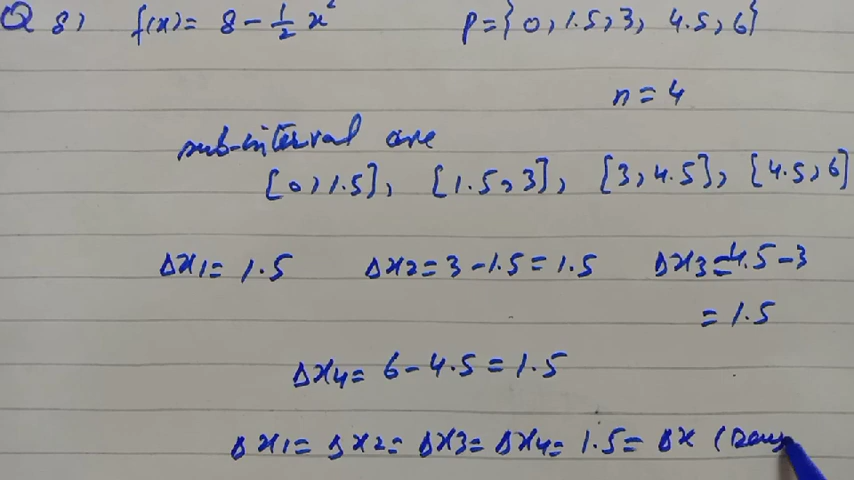 Q 8) f(x) = 8 - 1/2 x² P = {0, 1.5, 3, 4.5, 6}
n = 4
sub-interval are
[0, 1.5], [1.5, 3], [3, 4.5], [4.5, 6]
Δx1 = 1.5 Δx2 = 3 - 1.5 = 1.5 Δx3 = 4.5 - 3
= 1.5
Δx4 = 6 - 4.5 = 1.5
Δx1 = Δx2 = Δx3 = Δx4 = 1.5 = Δx (